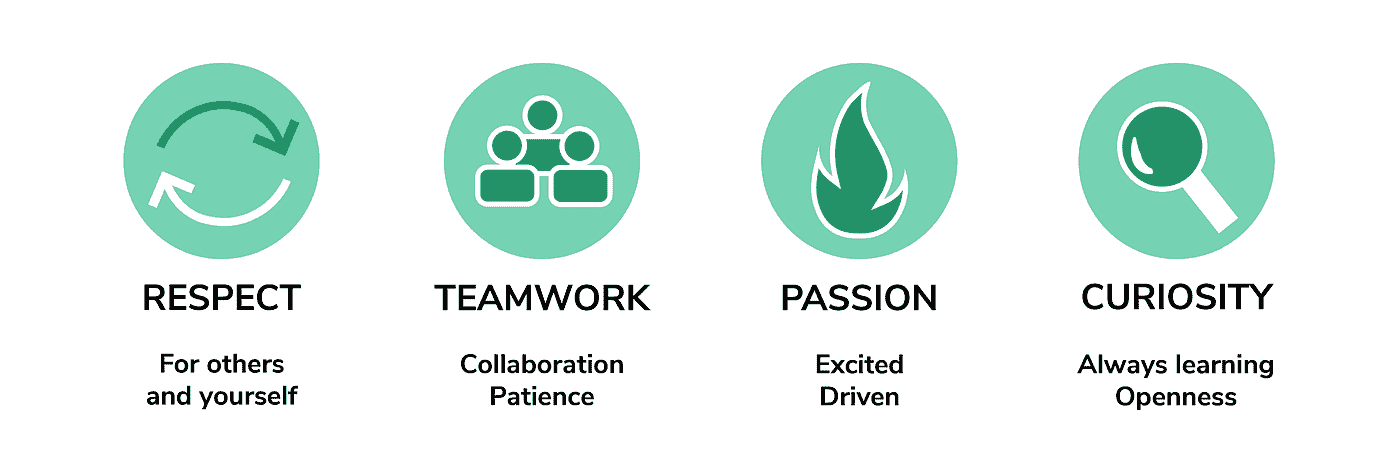 RESPECT
For others
and yourself
TEAMWORK
Collaboration
Patience
PASSION
Excited
Driven
CURIOSITY
Always learning
Openness